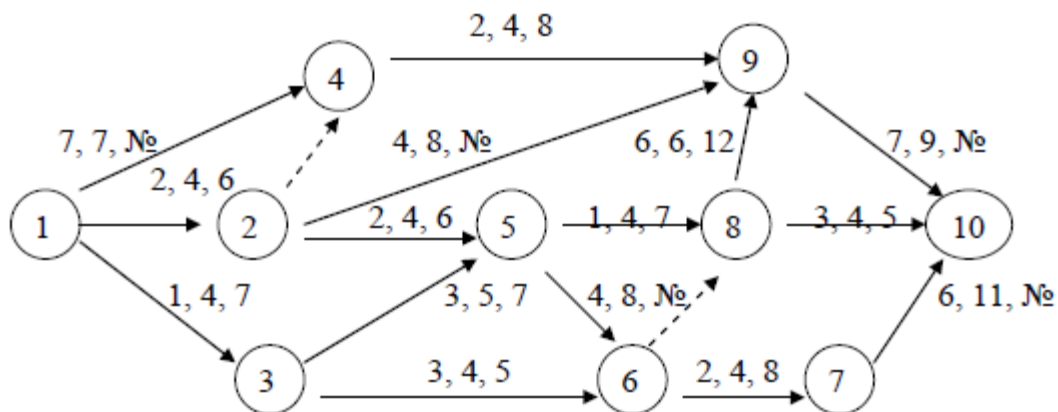 2, 4, 8
4
9
7, 7, №
4, 8, №
6, 6, 12
7, 9, №
2, 4, 6
1
2
2, 4, 6
5
1, 4, 7
8
3, 4, 5
10
1, 4, 7
3, 5, 7
4, 8, №
6, 11, №
3
3, 4, 5
6
2, 4, 8
7